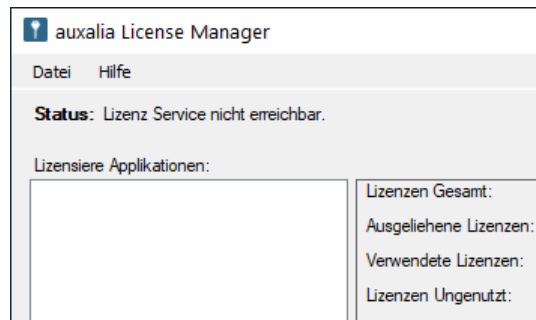 auxalia License Manager
Datei Hilfe
Status: Lizenz Service nicht erreichbar.
Lizensiere Applikationen:
Lizenzen Gesamt:
Ausgeliehene Lizenzen:
Verwendete Lizenzen:
Lizenzen Ungenutzt: